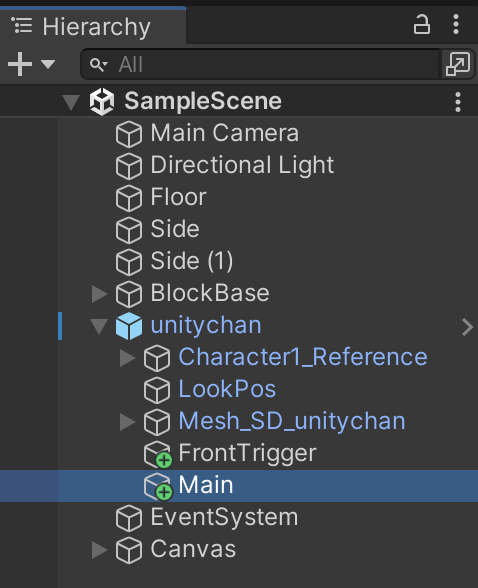 Hierarchy
All
SampleScene
Main Camera
Directional Light
Floor
Side
Side (1)
BlockBase
unitychan
Character1_Reference
LookPos
Mesh_SD_unitychan
FrontTrigger
Main
EventSystem
Canvas